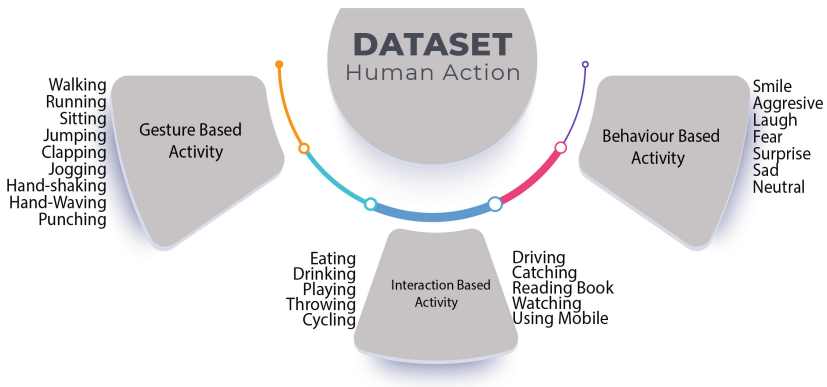 DATASET
Human Action
Walking
Running
Sitting
Jumping
Clapping
Jogging
Hand-shaking
Hand-Waving
Punching
Gesture Based
Activity
Eating
Drinking
Playing
Throwing
Cycling
Interaction Based
Activity
Driving
Catching
Reading Book
Watching
Using Mobile
Behaviour Based
Activity
Smile
Aggresive
Laugh
Fear
Surprise
Sad
Neutral